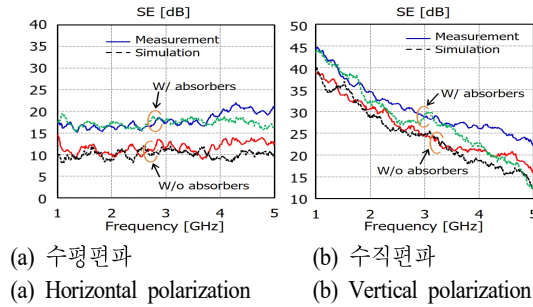 SE [dB]
40
35
30
25
20
15
10
5
0
Measurement
Simulation
W/ absorbers
W/o absorbers
1
2
3
4
5
Frequency [GHz]
SE [dB]
50
45
40
35
30
25
20
15
10
Measurement
Simulation
W/ absorbers
W/o absorbers
1
2
3
4
5
Frequency [GHz]
(a) 수평편파
(a) Horizontal polarization
(b) 수직편파
(b) Vertical polarization